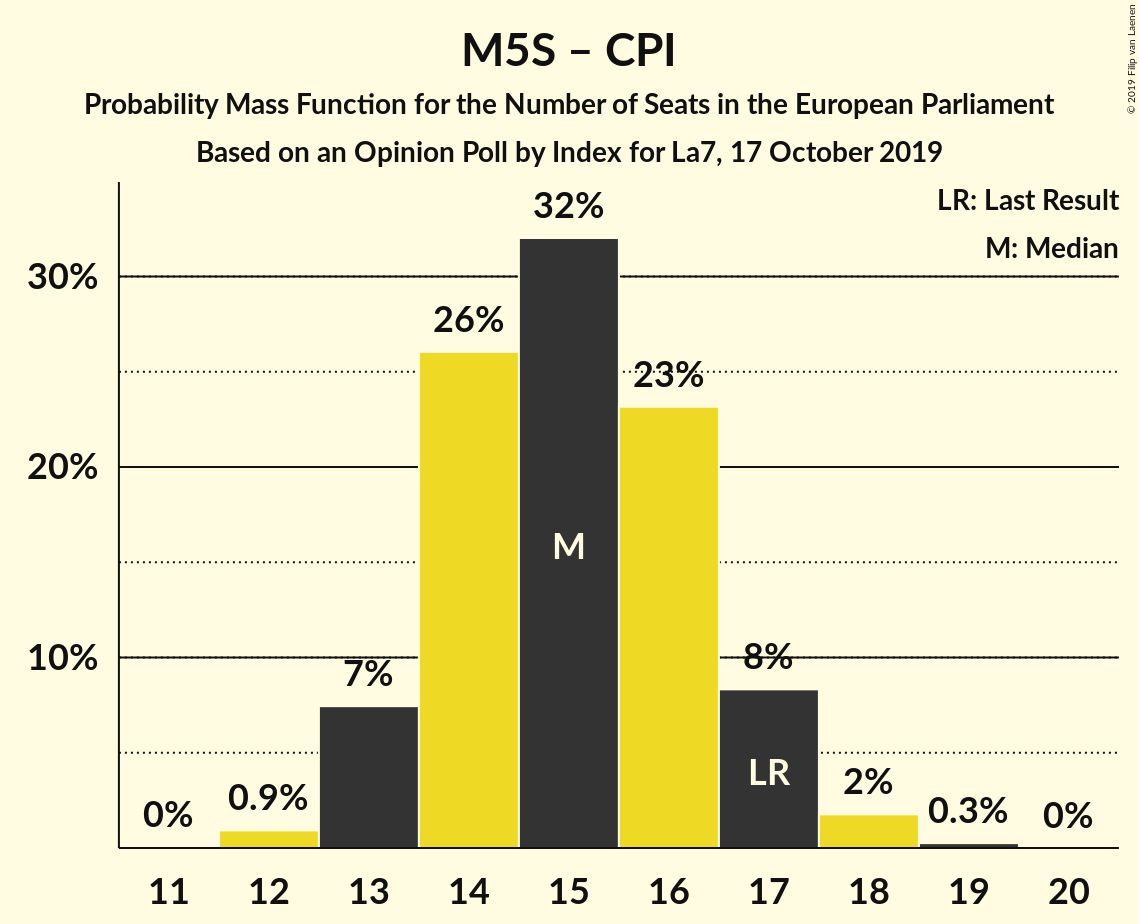 M5S – CPI
Probability Mass Function for the Number of Seats in the European Parliament
Based on an Opinion Poll by Index for La7, 17 October 2019
© 2019 Filip van Laenen
LR: Last Result
M: Median
30%
20%
10%
0%
0.9%
7%
26%
32%
23%
8%
2%
0.3%
0%
M
LR
11 12 13 14 15 16 17 18 19 20